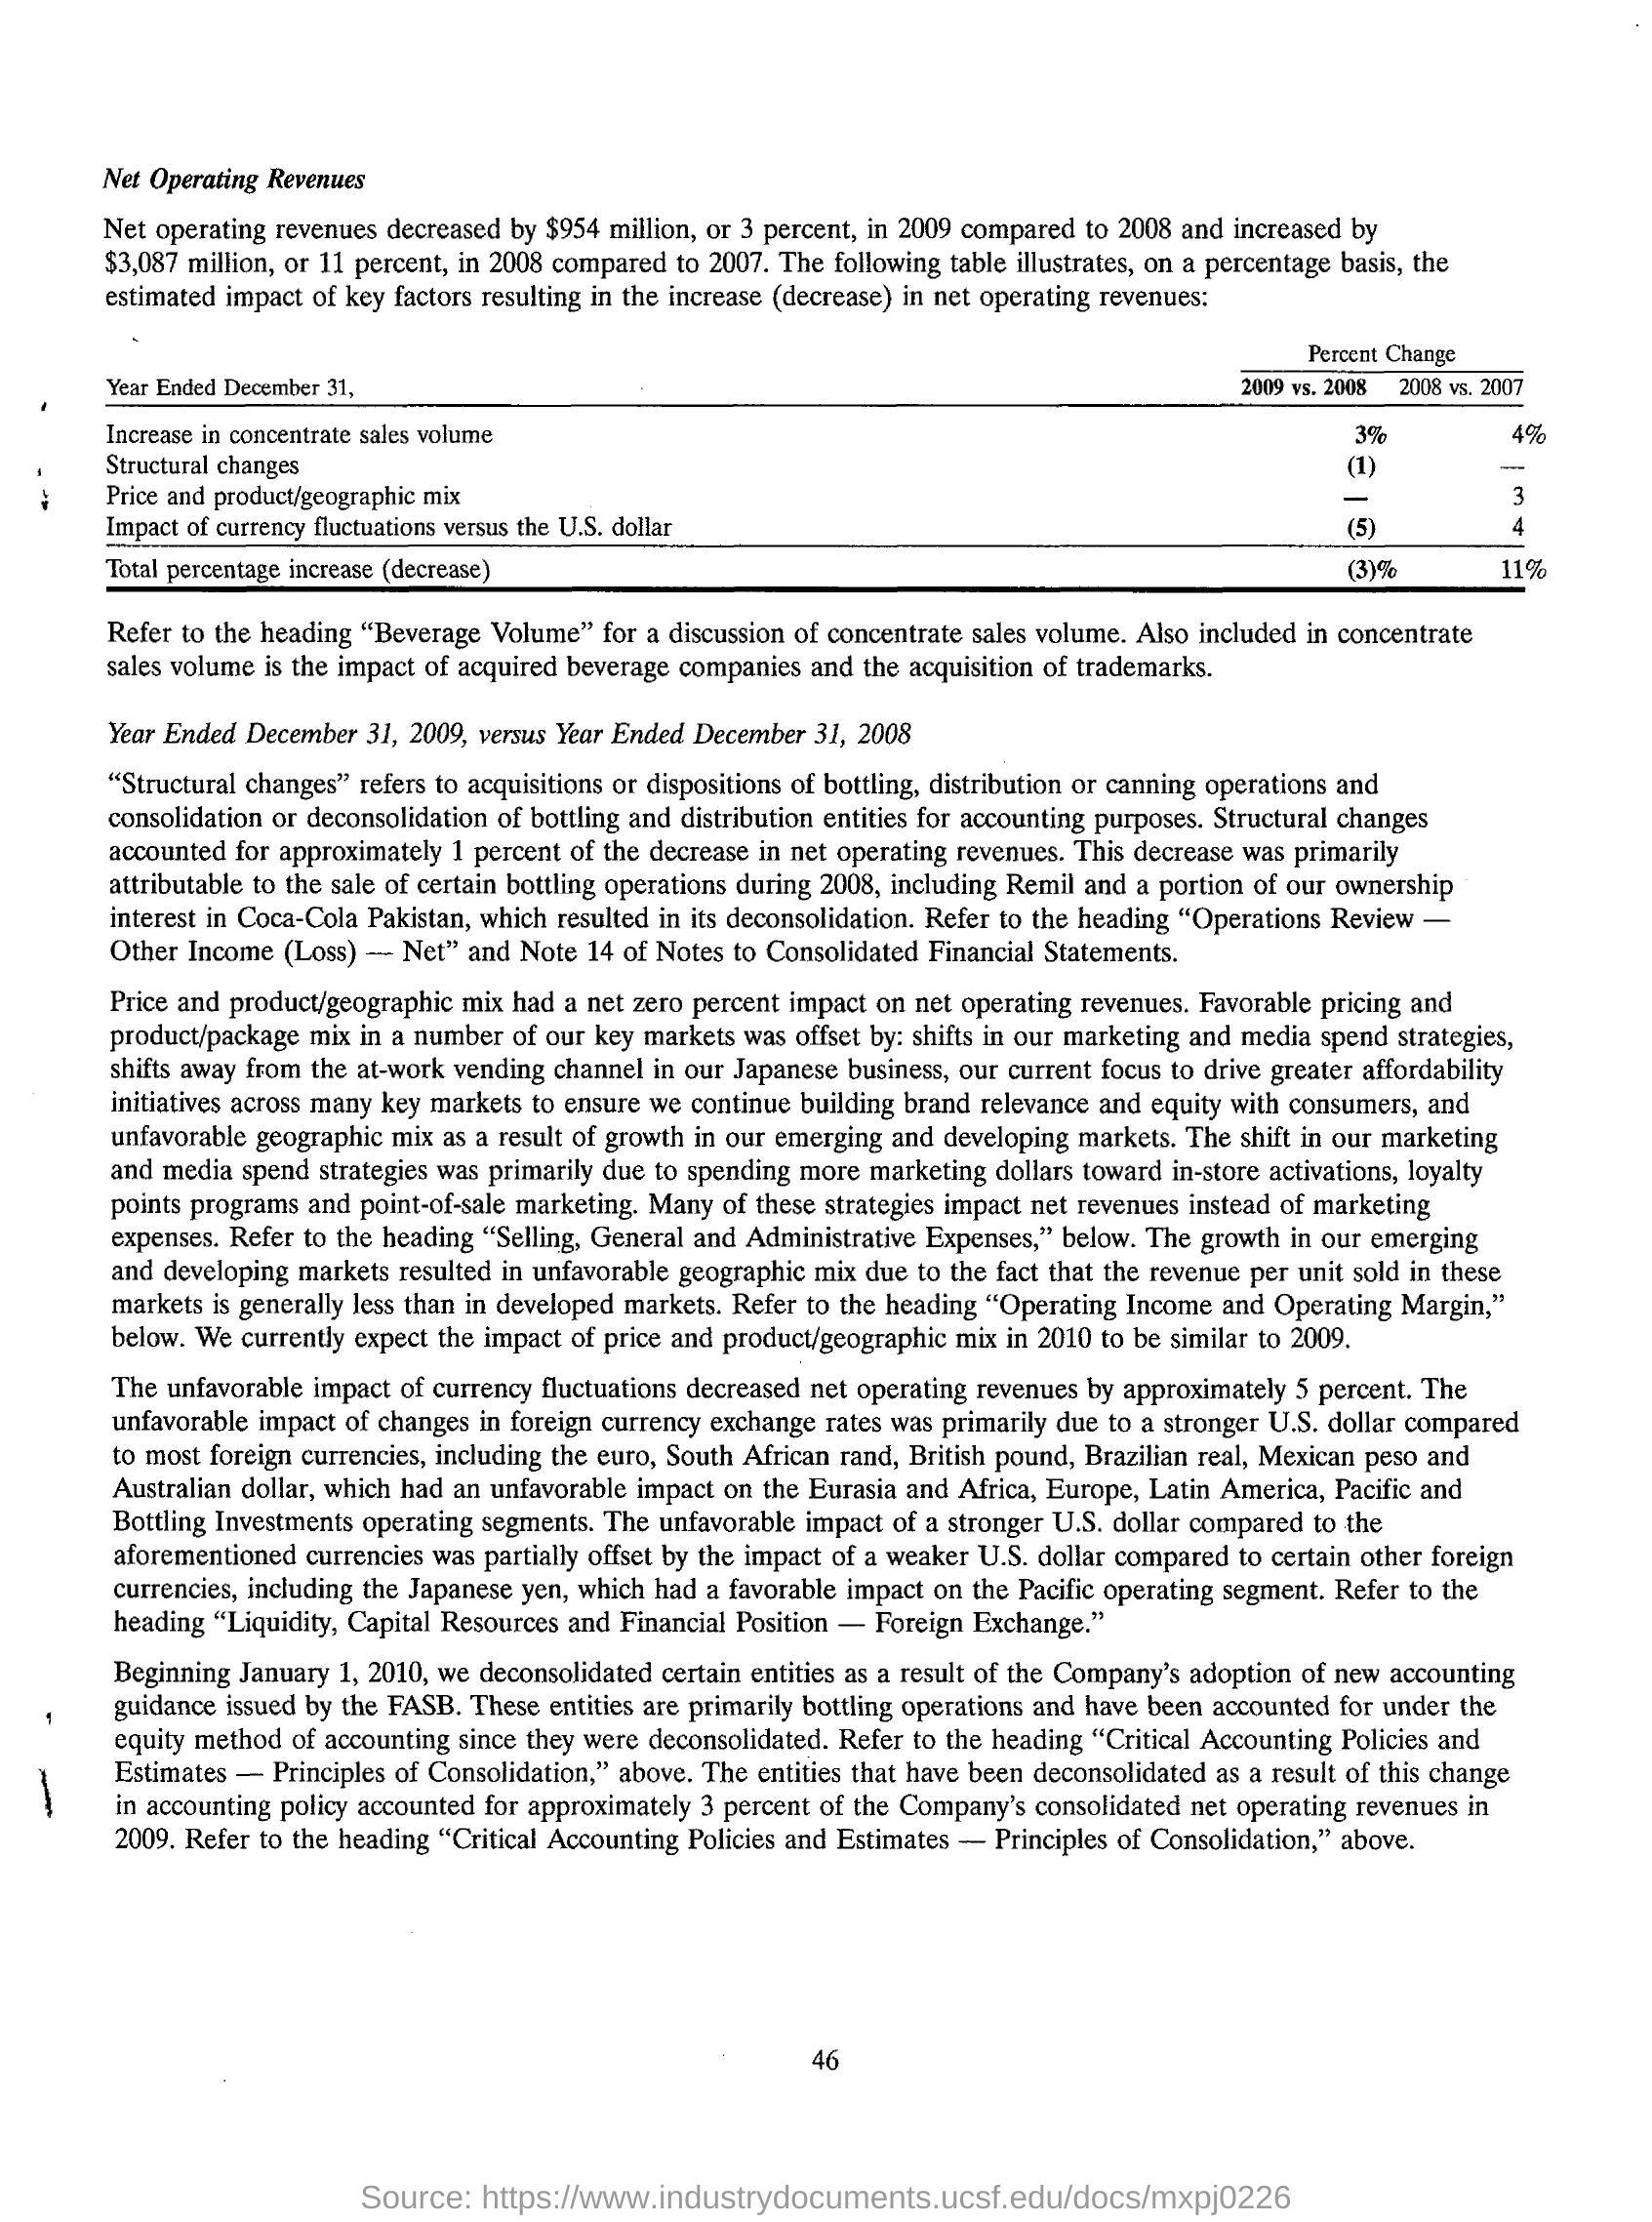 Net Operating Revenues
Net operating revenues decreased by $954 million, or 3 percent, in 2009 compared to 2008 and increased by
$3,087 million, or 11 percent, in 2008 compared to 2007. The following table illustrates, on a percentage basis, the
estimated impact of key factors resulting in the increase (decrease) in net operating revenues:
Percent Change
Year Ended December 31, 2009 vs. 2008 2008 vs. 2007
Increase in concentrate sales volume 3% 4%
Structural changes (1) —
Price and product/geographic mix — 3
Impact of currency fluctuations versus the U.S. dollar (5) 4
Total percentage increase (decrease) (3)% 11%
Refer to the heading “Beverage Volume” for a discussion of concentrate sales volume. Also included in concentrate
sales volume is the impact of acquired beverage companies and the acquisition of trademarks.
Year Ended December 31, 2009, versus Year Ended December 31, 2008
“Structural changes” refers to acquisitions or dispositions of bottling, distribution or canning operations and
consolidation or deconsolidation of bottling and distribution entities for accounting purposes. Structural changes
accounted for approximately 1 percent of the decrease in net operating revenues. This decrease was primarily
attributable to the sale of certain bottling operations during 2008, including Remil and a portion of our ownership
interest in Coca-Cola Pakistan, which resulted in its deconsolidation. Refer to the heading “Operations Review —
Other Income (Loss) — Net” and Note 14 of Notes to Consolidated Financial Statements.
Price and product/geographic mix had a net zero percent impact on net operating revenues. Favorable pricing and
product/package mix in a number of our key markets was offset by: shifts in our marketing and media spend strategies,
shifts away from the at-work vending channel in our Japanese business, our current focus to drive greater affordability
initiatives across many key markets to ensure we continue building brand relevance and equity with consumers, and
unfavorable geographic mix as a result of growth in our emerging and developing markets. The shift in our marketing
and media spend strategies was primarily due to spending more marketing dollars toward in-store activations, loyalty
points programs and point-of-sale marketing. Many of these strategies impact net revenues instead of marketing
expenses. Refer to the heading “Selling, General and Administrative Expenses,” below. The growth in our emerging
and developing markets resulted in unfavorable geographic mix due to the fact that the revenue per unit sold in these
markets is generally less than in developed markets. Refer to the heading “Operating Income and Operating Margin,”
below. We currently expect the impact of price and product/geographic mix in 2010 to be similar to 2009.
The unfavorable impact of currency fluctuations decreased net operating revenues by approximately 5 percent. The
unfavorable impact of changes in foreign currency exchange rates was primarily due to a stronger U.S. dollar compared
to most foreign currencies, including the euro, South African rand, British pound, Brazilian real, Mexican peso and
Australian dollar, which had an unfavorable impact on the Eurasia and Africa, Europe, Latin America, Pacific and
Bottling Investments operating segments. The unfavorable impact of a stronger U.S. dollar compared to the
aforementioned currencies was partially offset by the impact of a weaker U.S. dollar compared to certain other foreign
currencies, including the Japanese yen, which had a favorable impact on the Pacific operating segment. Refer to the
heading “Liquidity, Capital Resources and Financial Position — Foreign Exchange.”
Beginning January 1, 2010, we deconsolidated certain entities as a result of the Company’s adoption of new accounting
guidance issued by the FASB. These entities are primarily bottling operations and have been accounted for under the
equity method of accounting since they were deconsolidated. Refer to the heading “Critical Accounting Policies and
Estimates — Principles of Consolidation,” above. The entities that have been deconsolidated as a result of this change
in accounting policy accounted for approximately 3 percent of the Company’s consolidated net operating revenues in
2009. Refer to the heading “Critical Accounting Policies and Estimates — Principles of Consolidation,” above.
46
Source: https://www.industrydocuments.ucsf.edu/docs/mxpj0226